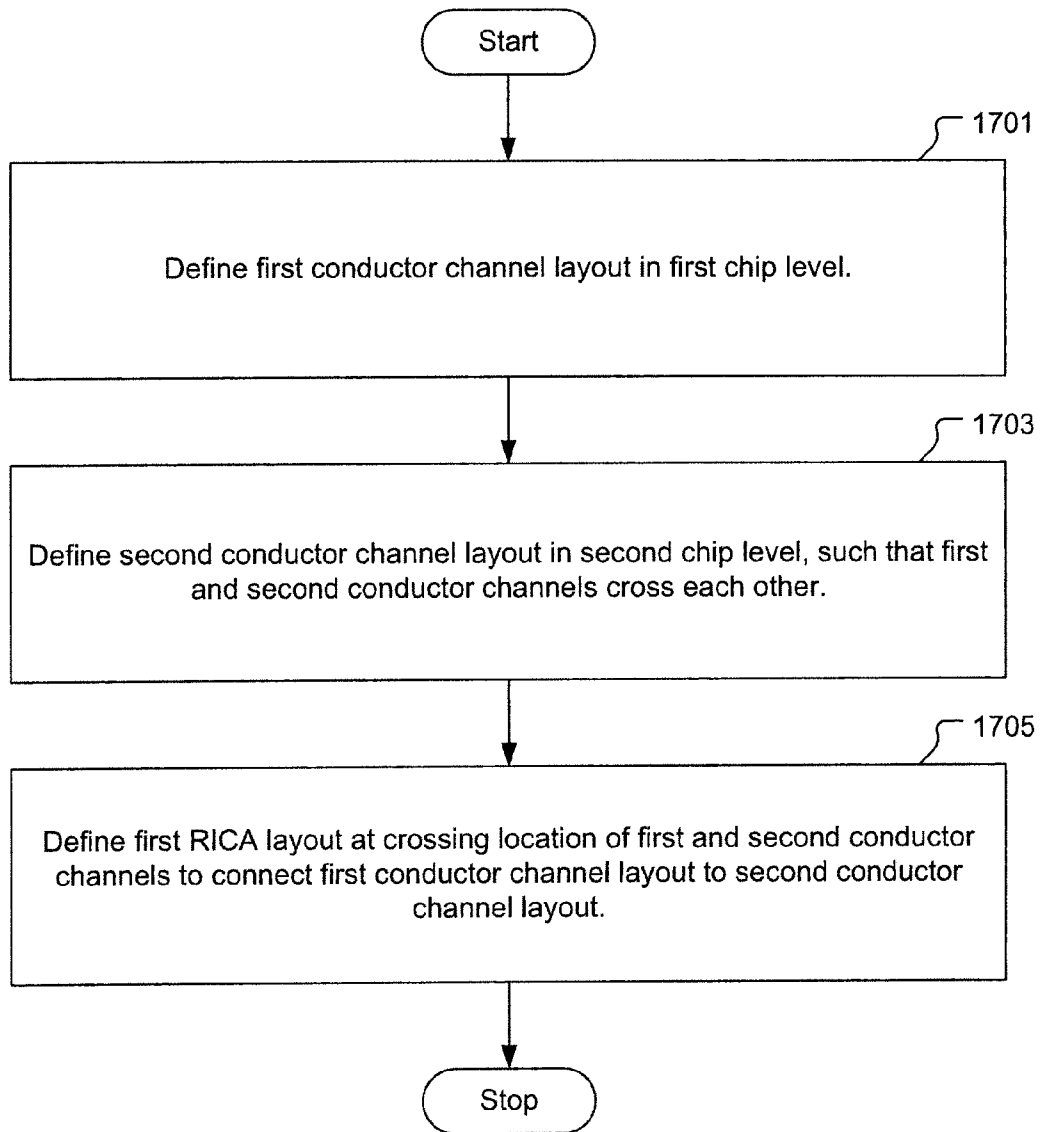 Start
1701
Define first conductor channel layout in first chip level.
1703
Define second conductor channel layout in second chip level, such that first
and second conductor channels cross each other.
1705
Define first RICA layout at crossing location of first and second conductor
channels to connect first conductor channel layout to second conductor
channel layout.
Stop